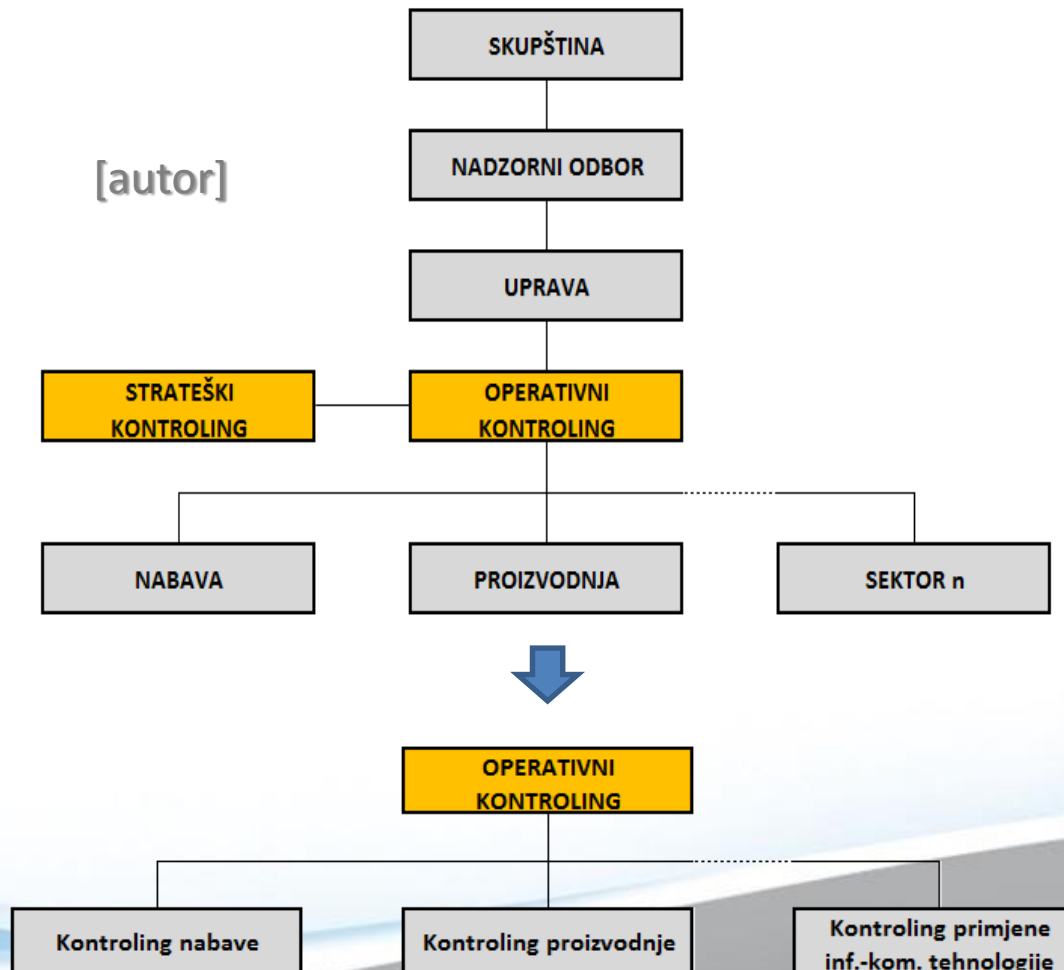 SKUPŠTINA
[autor]
NADZORNI ODBOR
UPRAVA
STRATEŠKI
KONTROLING
OPERATIVNI
KONTROLING
NABAVA
PROIZVODNJA
SEKTOR n
OPERATIVNI
KONTROLING
Kontroling nabave
Kontroling proizvodnje
Kontroling primjene
inf.-kom. tehnologije